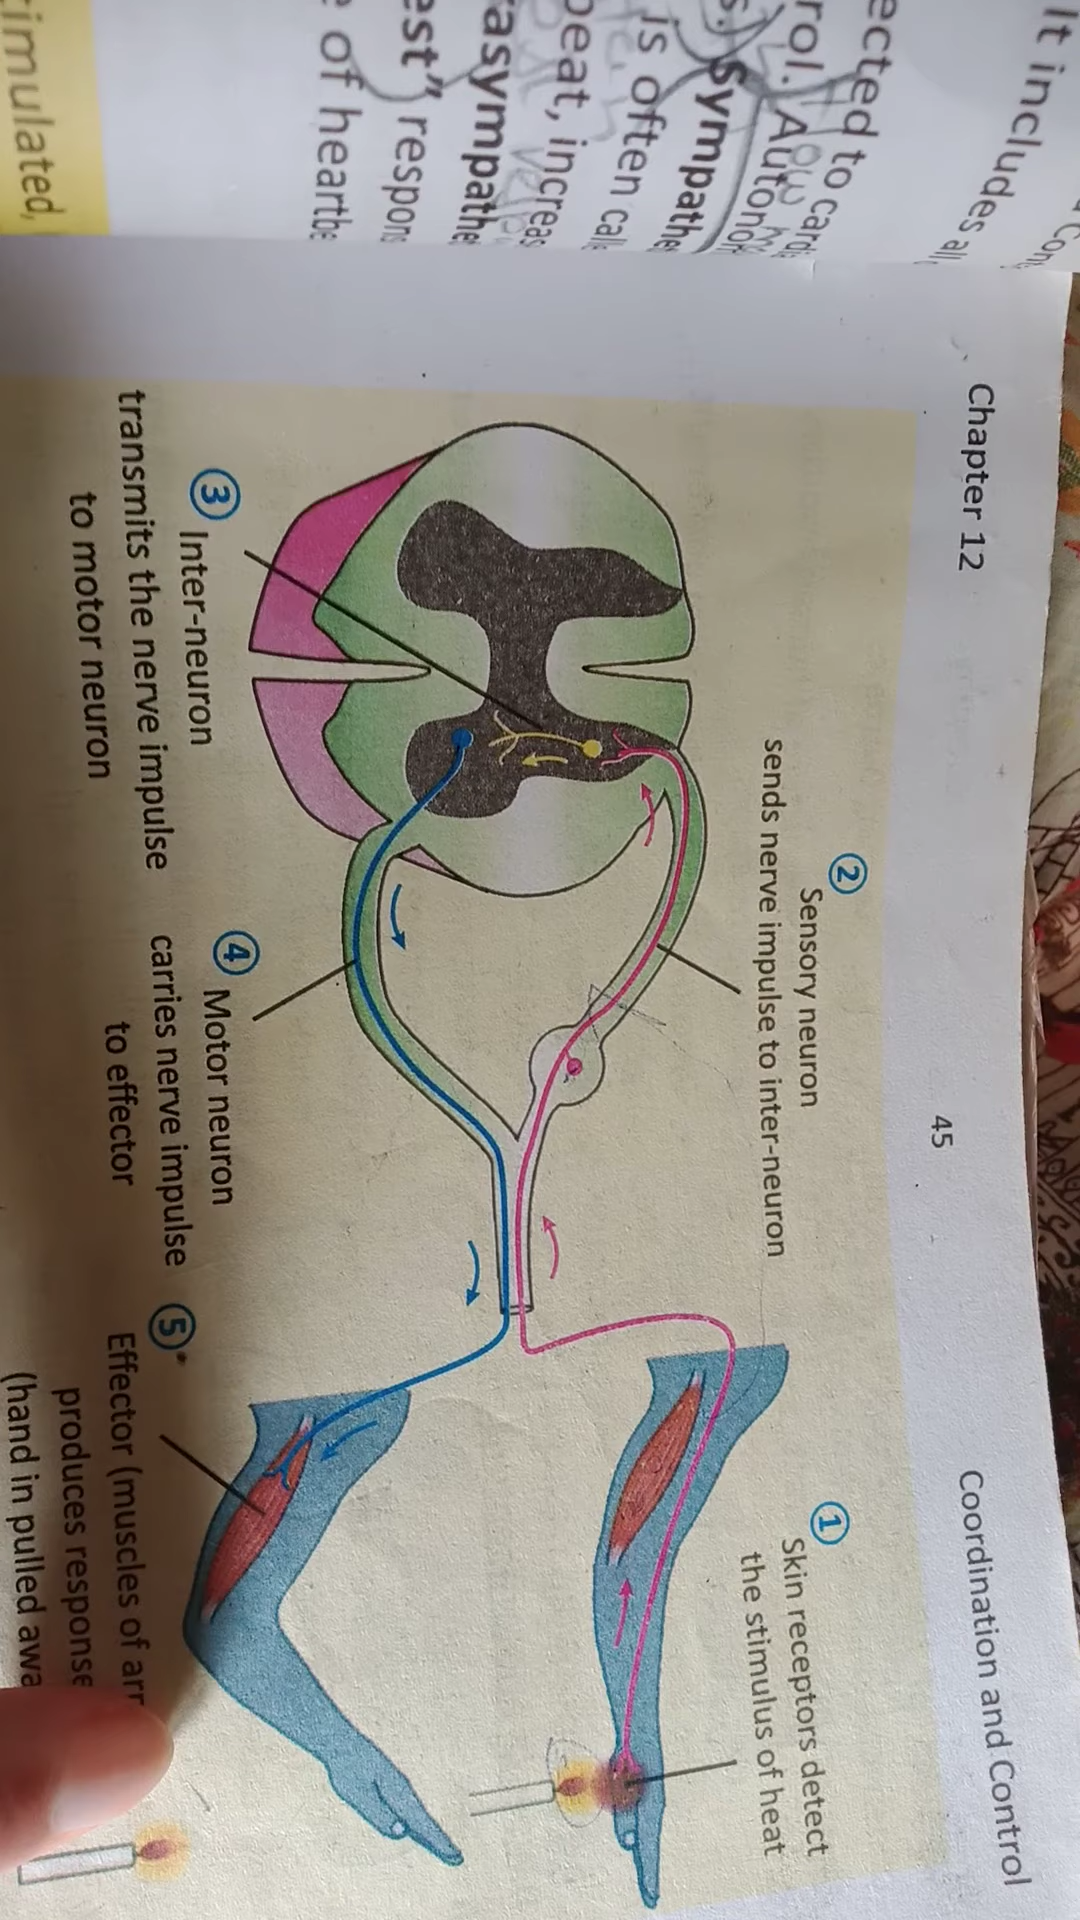 It includes all
ected to cardi
rol. Autonom
s. Sympathe
is often calle
beat, increas
asympathe
est" respons
of heartbe
timulated,
Chapter 12
45
Coordination and Control
1
Skin receptors detect
the stimulus of heat
2
Sensory neuron
sends nerve impulse to inter-neuron
3 Inter-neuron
transmits the nerve impulse
to motor neuron
4 Motor neuron
carries nerve impulse
to effector
5
Effector (muscles of arm
produces response
(hand in pulled awa